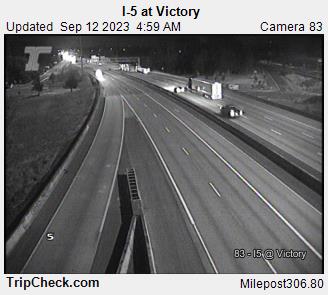 I-5 at Victory
Updated Sep 12 2023 4:59 AM Camera 83
S
83 - I5 @ Victory
TripCheck.com Milepost306.80